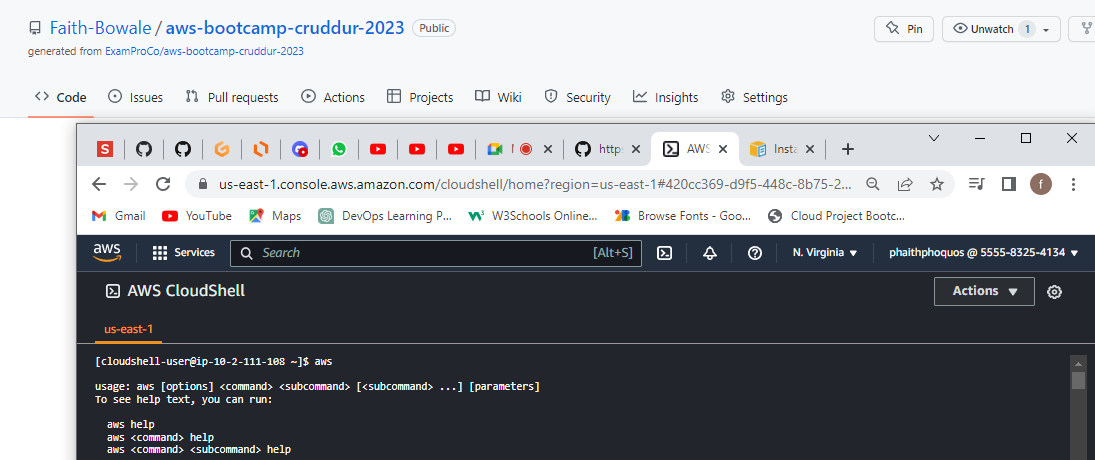 Faith-Bowale / aws-bootcamp-cruddur-2023 Public
Pin
Unwatch 1
generated from ExamProCo/aws-bootcamp-cruddur-2023
Code
Issues
Pull requests
Actions
Projects
Wiki
Security
Insights
Settings
S
http
AWS
Insta
us-east-1.console.aws.amazon.com/cloudshell/home?region=us-east-1#420cc369-d9f5-448c-8b75-2...
f
Gmail
YouTube
Maps
DevOps Learning P...
W3Schools Online...
Browse Fonts - Goo...
Cloud Project Bootc...
aws
Services
Search
[Alt+S]
N. Virginia
phaithphoquos @ 5555-8325-4134
AWS CloudShell
Actions
us-east-1
[cloudshell-user@ip-10-2-111-108 ~]$ aws
usage: aws [options] <command> <subcommand> [<subcommand> ...] [parameters]
To see help text, you can run:
aws help
aws <command> help
aws <command> <subcommand> help